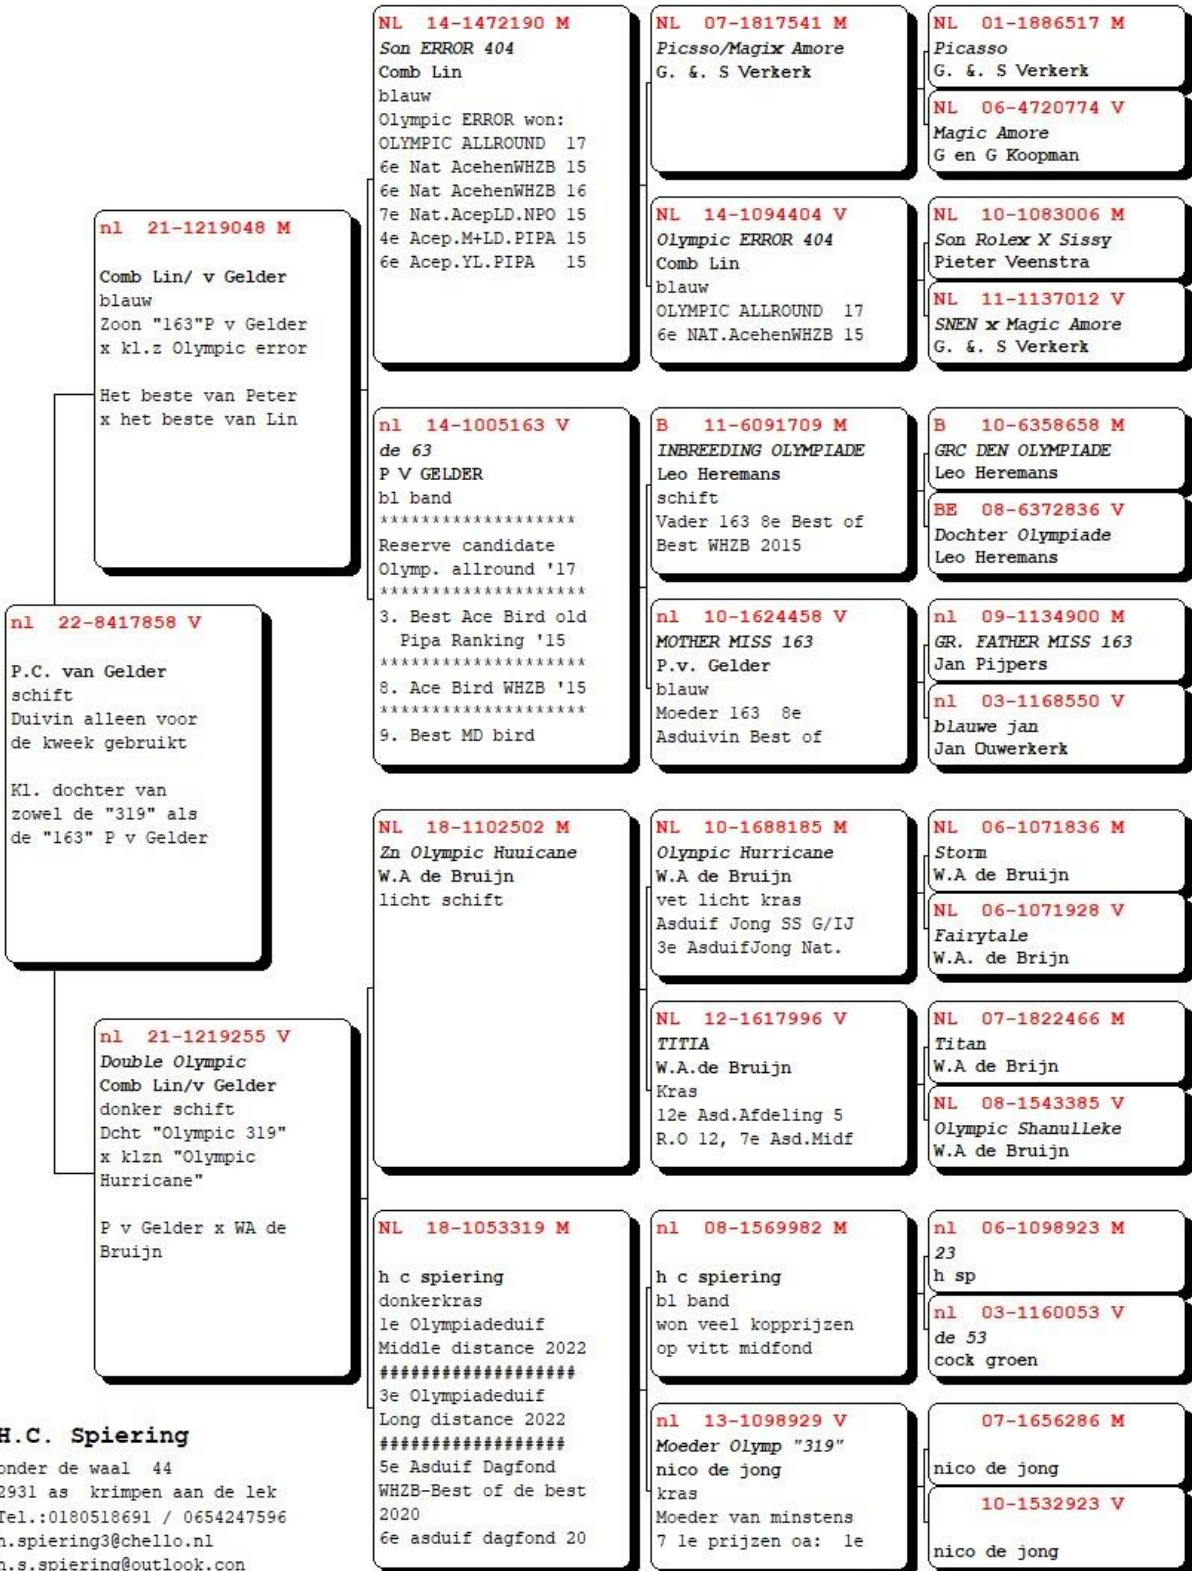 nl 22-8417858 V
P.C. van Gelder
schift
Duivin alleen voor
de kweek gebruikt
Kl. dochter van
zowel de "319" als
de "163" P v Gelder
nl 21-1219048 M
Comb Lin/ v Gelder
blauw
Zoon "163"P v Gelder
x kl.z Olympic error
Het beste van Peter
x het beste van Lin
nl 21-1219255 V
Double Olympic
Comb Lin/v Gelder
donker schift
Dcht "Olympic 319"
x klzn "Olympic
Hurricane"
P v Gelder x WA de
Bruijn
NL 14-1472190 M
Son ERROR 404
Comb Lin
blauw
Olympic ERROR won:
OLYMPIC ALLROUND 17
6e Nat AcehenWHZB 15
6e Nat AcehenWHZB 16
7e Nat.AcepLD.NPO 15
4e Acep.M+LD.PIPA 15
6e Acep.YL.PIPA 15
nl 14-1005163 V
de 63
P V GELDER
bl band
*******************
Reserve candidate
Olymp. allround '17
********************
3. Best Ace Bird old
Pipa Ranking '15
********************
8. Ace Bird WHZB '15
********************
9. Best MD bird
NL 18-1102502 M
Zn Olympic Huuicane
W.A de Bruijn
licht schift
NL 18-1053319 M
h c spiering
donkerkras
1e Olympiadeduif
Middle distance 2022
###################
3e Olympiadeduif
Long distance 2022
##################
5e Asduif Dagfond
WHZB-Best of de best
2020
6e asduif dagfond 20
NL 07-1817541 M
Picsso/Magix Amore
G. &. S Verkerk
NL 14-1094404 V
Olympic ERROR 404
Comb Lin
blauw
OLYMPIC ALLROUND 17
6e NAT.AcehenWHZB 15
B 11-6091709 M
INBREEDING OLYMPIADE
Leo Heremans
schift
Vader 163 8e Best of
Best WHZB 2015
nl 10-1624458 V
MOTHER MISS 163
P.v. Gelder
blauw
Moeder 163 8e
Asduivin Best of
NL 10-1688185 M
Olynpic Hurricane
W.A de Bruijn
vet licht kras
Asduif Jong SS G/IJ
3e AsduifJong Nat.
NL 12-1617996 V
TITIA
W.A.de Bruijn
Kras
12e Asd.Afdeling 5
R.O 12, 7e Asd.Midf
nl 08-1569982 M
h c spiering
bl band
won veel kopprijzen
op vitt midfond
nl 13-1098929 V
Moeder Olymp "319"
nico de jong
kras
Moeder van minstens
7 1e prijzen oa: 1e
NL 01-1886517 M
Picasso
G. &. S Verkerk
NL 06-4720774 V
Magic Amore
G en G Koopman
NL 10-1083006 M
Son Rolex X Sissy
Pieter Veenstra
NL 11-1137012 V
SNEN x Magic Amore
G. &. S Verkerk
B 10-6358658 M
GRC DEN OLYMPIADE
Leo Heremans
BE 08-6372836 V
Dochter Olympiade
Leo Heremans
nl 09-1134900 M
GR. FATHER MISS 163
Jan Pijpers
nl 03-1168550 V
blauwe jan
Jan Ouwerkerk
NL 06-1071836 M
Storm
W.A de Bruijn
NL 06-1071928 V
Fairytale
W.A. de Brijn
NL 07-1822466 M
Titan
W.A de Brijn
NL 08-1543385 V
Olympic Shanulleke
W.A de Bruijn
nl 06-1098923 M
23
h sp
nl 03-1160053 V
de 53
cock groen
07-1656286 M
nico de jong
10-1532923 V
nico de jong
H.C. Spiering
onder de waal 44
2931 as krimpen aan de lek
Tel.:0180518691 / 0654247596
h.spiering3@chello.nl
h.s.spiering@outlook.con